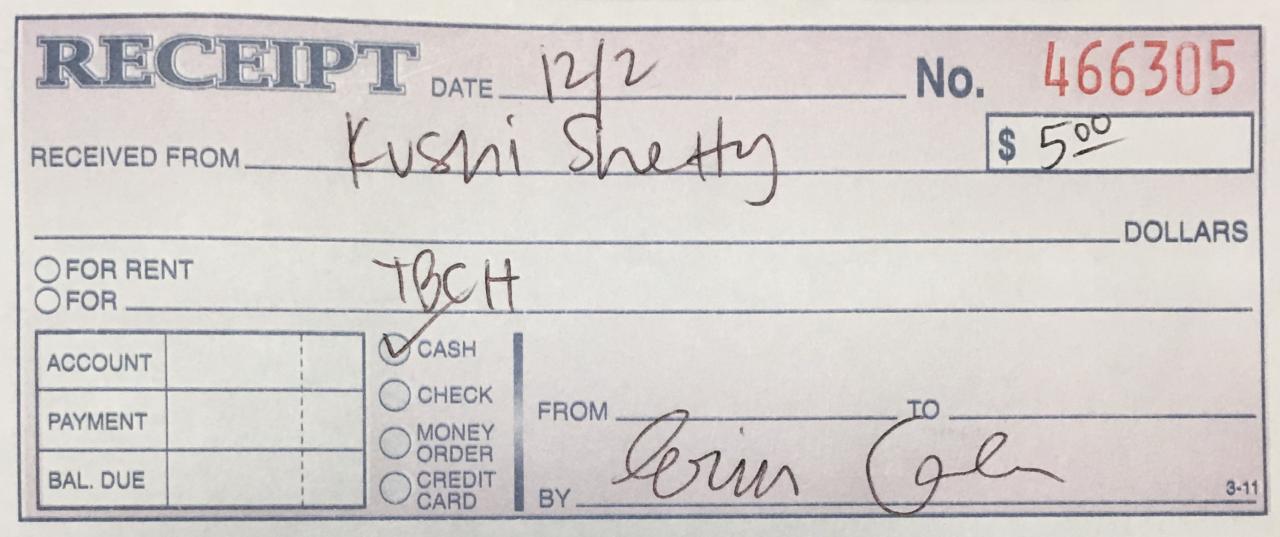 RECEIPT DATE 12/2 No. 466305
RECEIVED FROM Kushi Shetty $ 5 00
DOLLARS
FOR RENT
FOR TBCH
ACCOUNT
PAYMENT
BAL. DUE
CASH
CHECK
MONEY ORDER
CREDIT CARD
FROM TO
BY
3-11